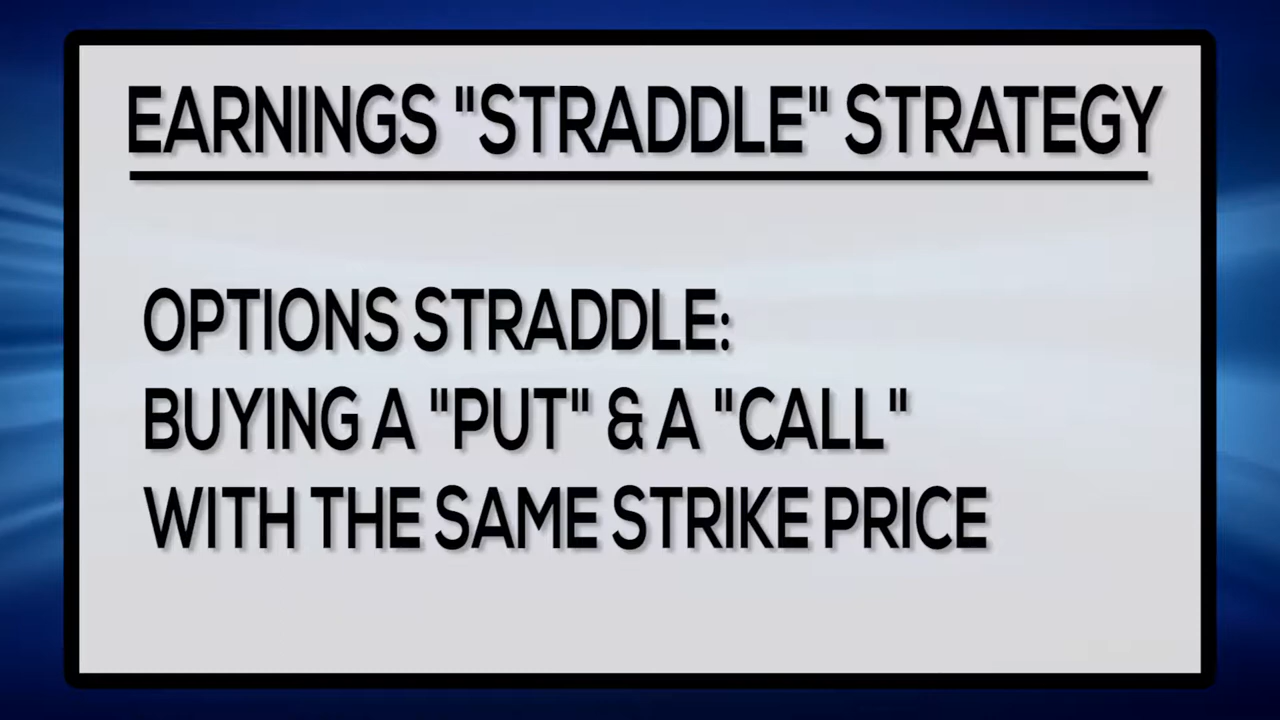 EARNINGS "STRADDLE" STRATEGY
OPTIONS STRADDLE:
BUYING A "PUT" & A "CALL"
WITH THE SAME STRIKE PRICE